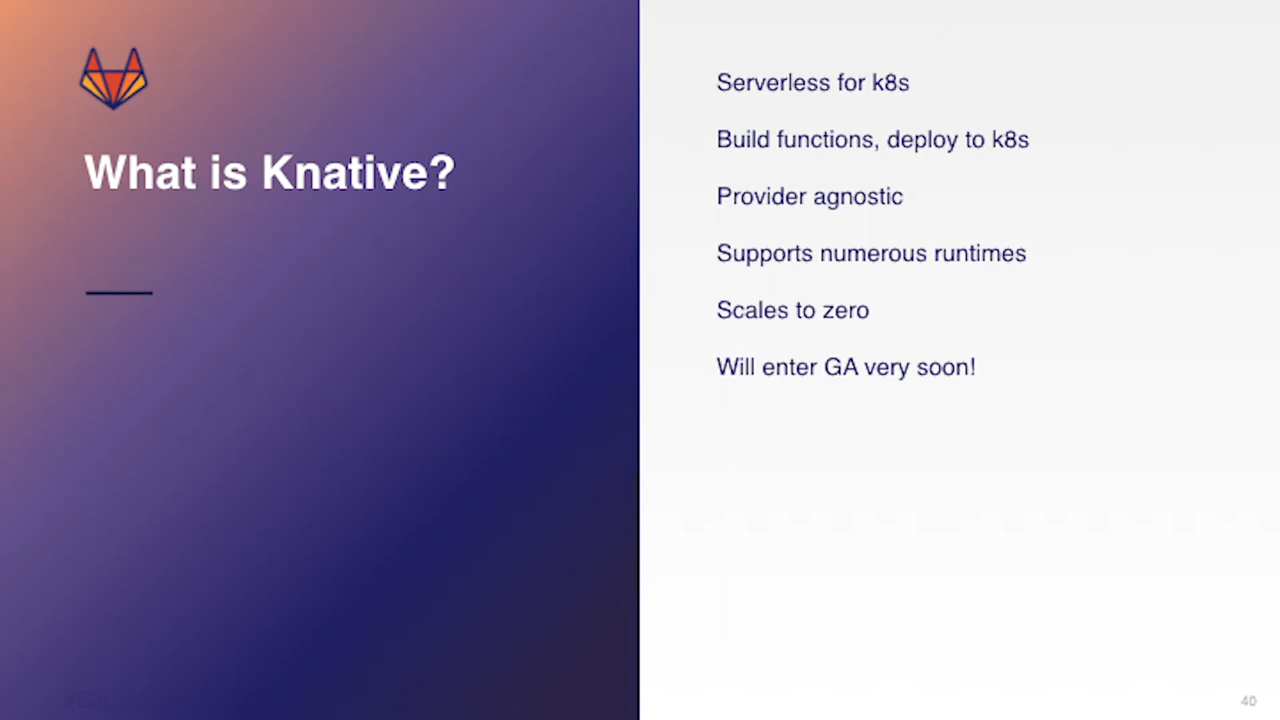 What is Knative?
Serverless for k8s
Build functions, deploy to k8s
Provider agnostic
Supports numerous runtimes
Scales to zero
Will enter GA very soon!
40